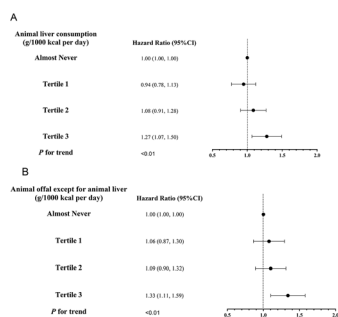 A
Animal liver consumption
(g/1000 kcal per day) Hazard Ratio (95%CI)
Almost Never 1.00 (1.00, 1.00)
Tertile 1 0.94 (0.78, 1.13)
Tertile 2 1.08 (0.91, 1.28)
Tertile 3 1.27 (1.07, 1.50)
P for trend <0.01
0.5 1.0 1.5 2.0
B
Animal offal except for animal liver
(g/1000 kcal per day) Hazard Ratio (95%CI)
Almost Never 1.00 (1.00, 1.00)
Tertile 1 1.06 (0.87, 1.30)
Tertile 2 1.09 (0.90, 1.32)
Tertile 3 1.33 (1.11, 1.59)
P for trend <0.01
0.5 1.0 1.5 2.0